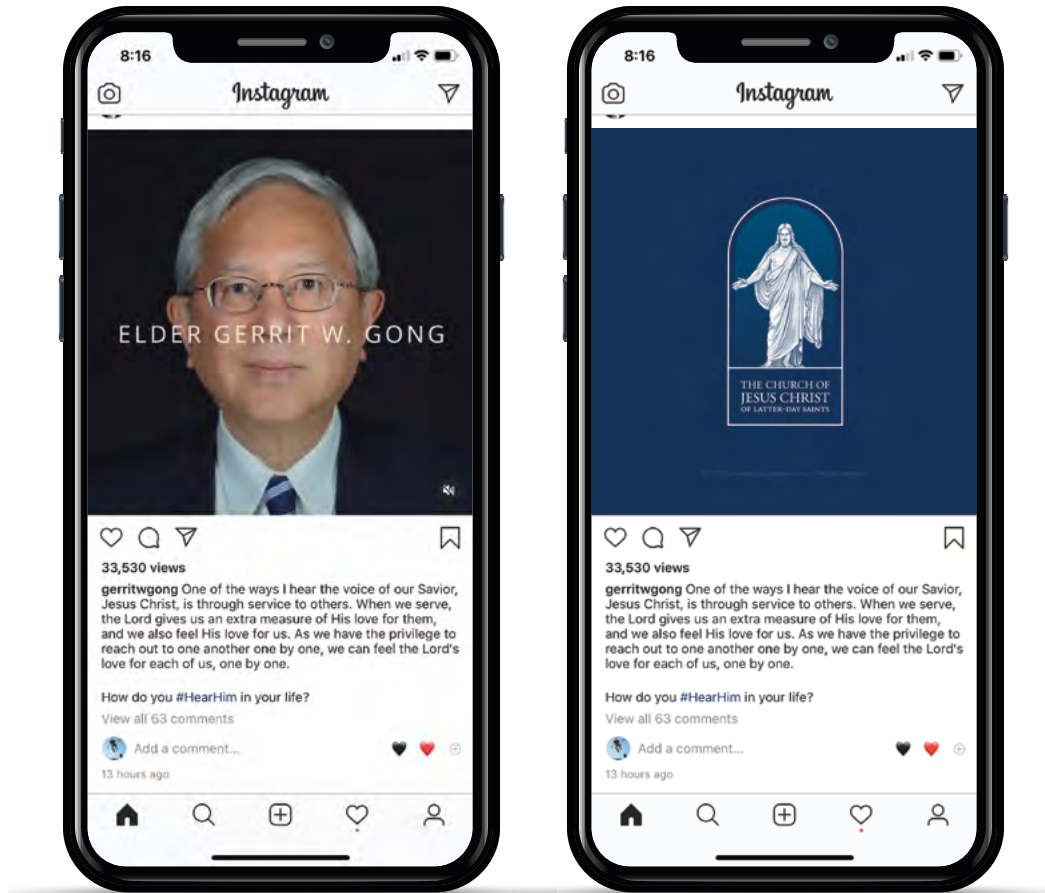 8:16
Instagram
ELDER GERRIT W. GONG
33,530 views
gerritwgong One of the ways I hear the voice of our Savior,
Jesus Christ, is through service to others. When we serve,
the Lord gives us an extra measure of His love for them,
and we also feel His love for us. As we have the privilege to
reach out to one another one by one, we can feel the Lord's
love for each of us, one by one.
How do you #HearHim in your life?
View all 63 comments
Add a comment...
13 hours ago
8:16
Instagram
THE CHURCH OF
JESUS CHRIST
OF LATTER-DAY SAINTS
33,530 views
gerritwgong One of the ways I hear the voice of our Savior,
Jesus Christ, is through service to others. When we serve,
the Lord gives us an extra measure of His love for them,
and we also feel His love for us. As we have the privilege to
reach out to one another one by one, we can feel the Lord's
love for each of us, one by one.
How do you #HearHim in your life?
View all 63 comments
Add a comment...
13 hours ago